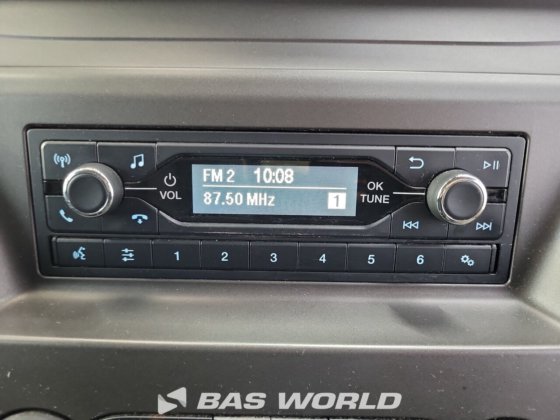 FM 2 10:08
87.50 MHz 1
VOL
OK
TUNE
1 2 3 4 5 6
BAS WORLD